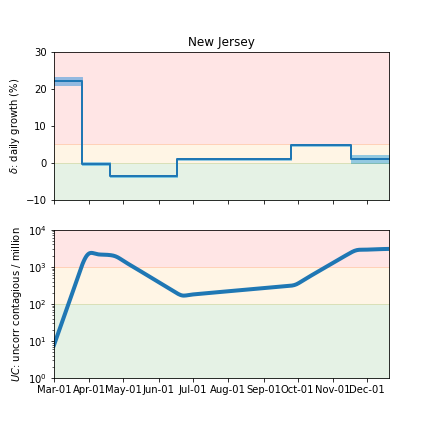 New Jersey
δ: daily growth (%)
30
20
10
0
−10
UC: uncorr contagious / million
10⁴
10³
10²
10¹
10⁰
Mar-01 Apr-01 May-01 Jun-01 Jul-01 Aug-01 Sep-01 Oct-01 Nov-01 Dec-01